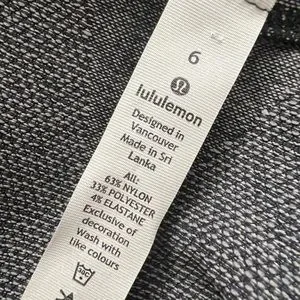 6
lululemon
Designed in
Vancouver
Made in Sri
Lanka
All:
63% NYLON
33% POLYESTER
4% ELASTANE
Exclusive of
decoration
Wash with
like colours